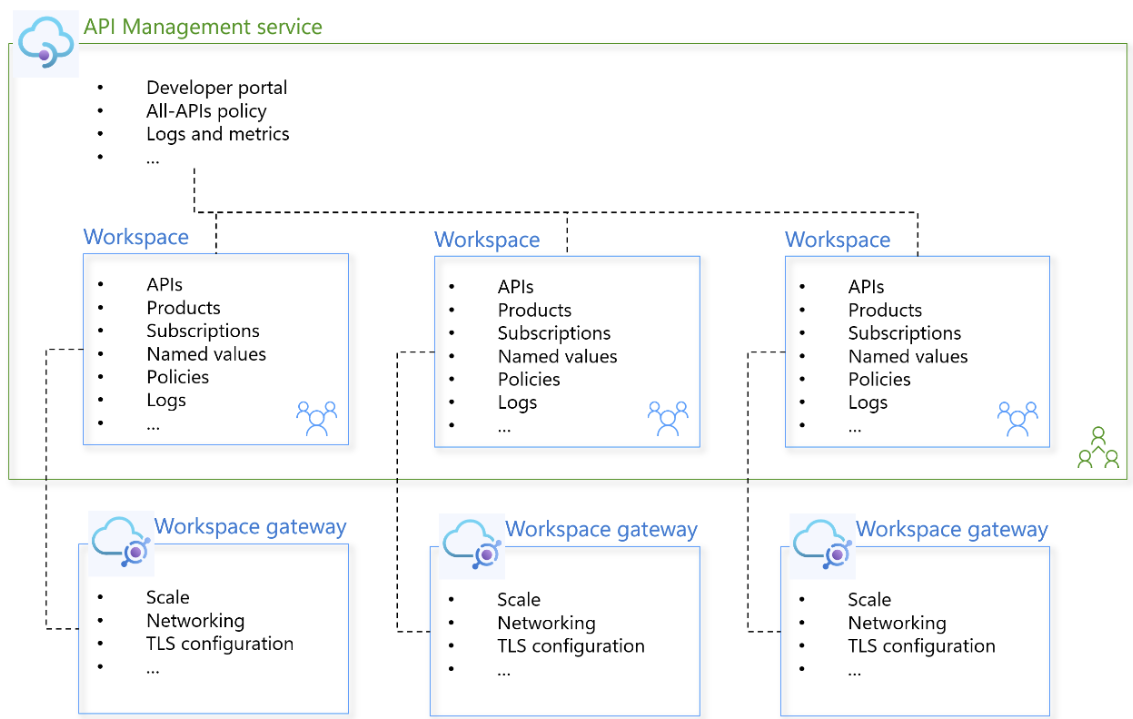 API Management service
• Developer portal
• All-APIs policy
• Logs and metrics
• ...
Workspace
• APIs
• Products
• Subscriptions
• Named values
• Policies
• Logs
• ...
Workspace
• APIs
• Products
• Subscriptions
• Named values
• Policies
• Logs
• ...
Workspace
• APIs
• Products
• Subscriptions
• Named values
• Policies
• Logs
• ...
Workspace gateway
• Scale
• Networking
• TLS configuration
• ...
Workspace gateway
• Scale
• Networking
• TLS configuration
• ...
Workspace gateway
• Scale
• Networking
• TLS configuration
• ...